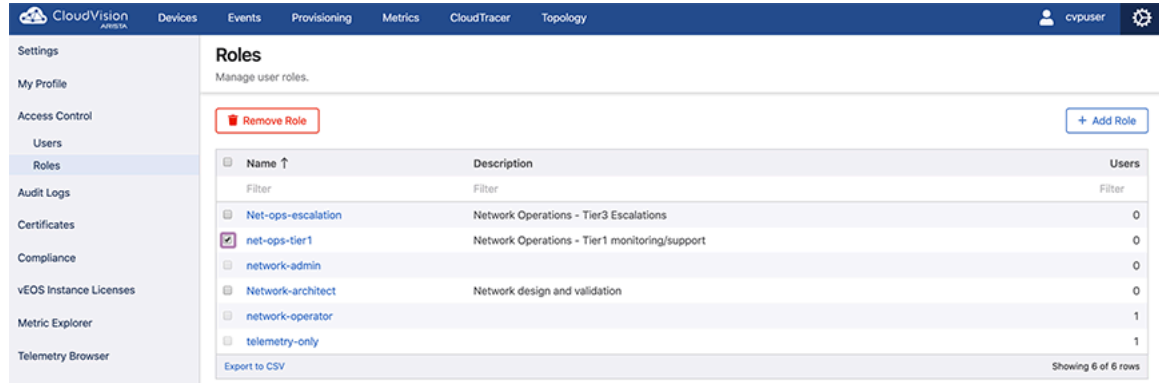 CloudVision
ARISTA
Devices Events Provisioning Metrics CloudTracer Topology cvpuser
Settings
My Profile
Access Control
Users
Roles
Audit Logs
Certificates
Compliance
vEOS Instance Licenses
Metric Explorer
Telemetry Browser
Roles
Manage user roles.
Remove Role
+ Add Role
Name ↑ Description Users
Filter Filter Filter
Net-ops-escalation Network Operations - Tier3 Escalations 0
net-ops-tier1 Network Operations - Tier1 monitoring/support 0
network-admin 0
Network-architect Network design and validation 0
network-operator 1
telemetry-only 1
Export to CSV Showing 6 of 6 rows